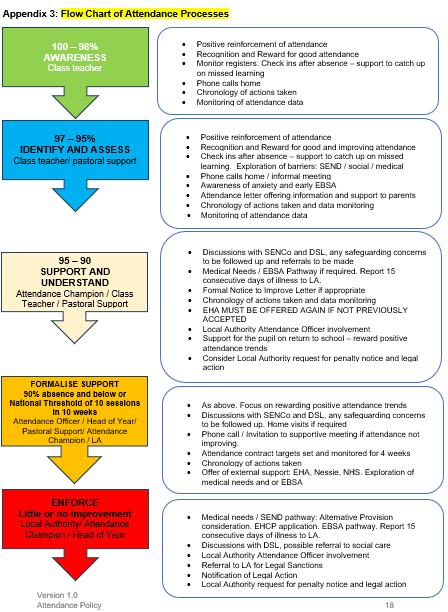 Appendix 3: Flow Chart of Attendance Processes
100 – 98%
AWARENESS
Class teacher
• Positive reinforcement of attendance
• Recognition and Reward for good attendance
• Monitor registers. Check ins after absence – support to catch up
on missed learning
• Phone calls home
• Chronology of actions taken
• Monitoring of attendance data
97 – 95%
IDENTIFY AND ASSESS
Class teacher/ pastoral support
• Positive reinforcement of attendance
• Recognition and Reward for good and improving attendance
• Check ins after absence – support to catch up on missed
learning. Exploration of barriers: SEND / social / medical
• Phone calls home / informal meeting
• Awareness of anxiety and early EBSA
• Attendance letter offering information and support to parents
• Chronology of actions taken and data monitoring
• Monitoring of attendance data
95 – 90
SUPPORT AND
UNDERSTAND
Attendance Champion / Class
Teacher / Pastoral Support
• Discussions with SENCo and DSL, any safeguarding concerns
to be followed up and referrals to be made
• Medical Needs / EBSA Pathway if required. Report 15
consecutive days of illness to LA.
• Formal Notice to Improve Letter if appropriate
• Chronology of actions taken and data monitoring
• EHA MUST BE OFFERED AGAIN IF NOT PREVIOUSLY
ACCEPTED
• Local Authority Attendance Officer involvement
• Support for the pupil on return to school – reward positive
attendance trends
• Consider Local Authority request for penalty notice and legal
action
FORMALISE SUPPORT
90% absence and below or
National Threshold of 10 sessions
in 10 weeks
Attendance Officer / Head of Year/
Pastoral Support/ Attendance
Champion / LA
• As above. Focus on rewarding positive attendance trends
• Discussions with SENCo and DSL, any safeguarding concerns
to be followed up. Home visits if required
• Phone call / Invitation to supportive meeting if attendance not
improving.
• Attendance contract targets set and monitored for 4 weeks
• Chronology of actions taken
• Offer of external support: EHA, Nessie, NHS. Exploration of
medical needs and or EBSA
ENFORCE
Little or no improvement
Local Authority/ Attendance
Champion / Head of Year
• Medical needs / SEND pathway: Alternative Provision
consideration. EHCP application. EBSA pathway. Report 15
consecutive days of illness to LA.
• Discussions with DSL, possible referral to social care
• Local Authority Attendance Officer involvement
• Referral to LA for Legal Sanctions
• Notification of Legal Action
• Local Authority request for penalty notice and legal action
Version 1.0
Attendance Policy 18